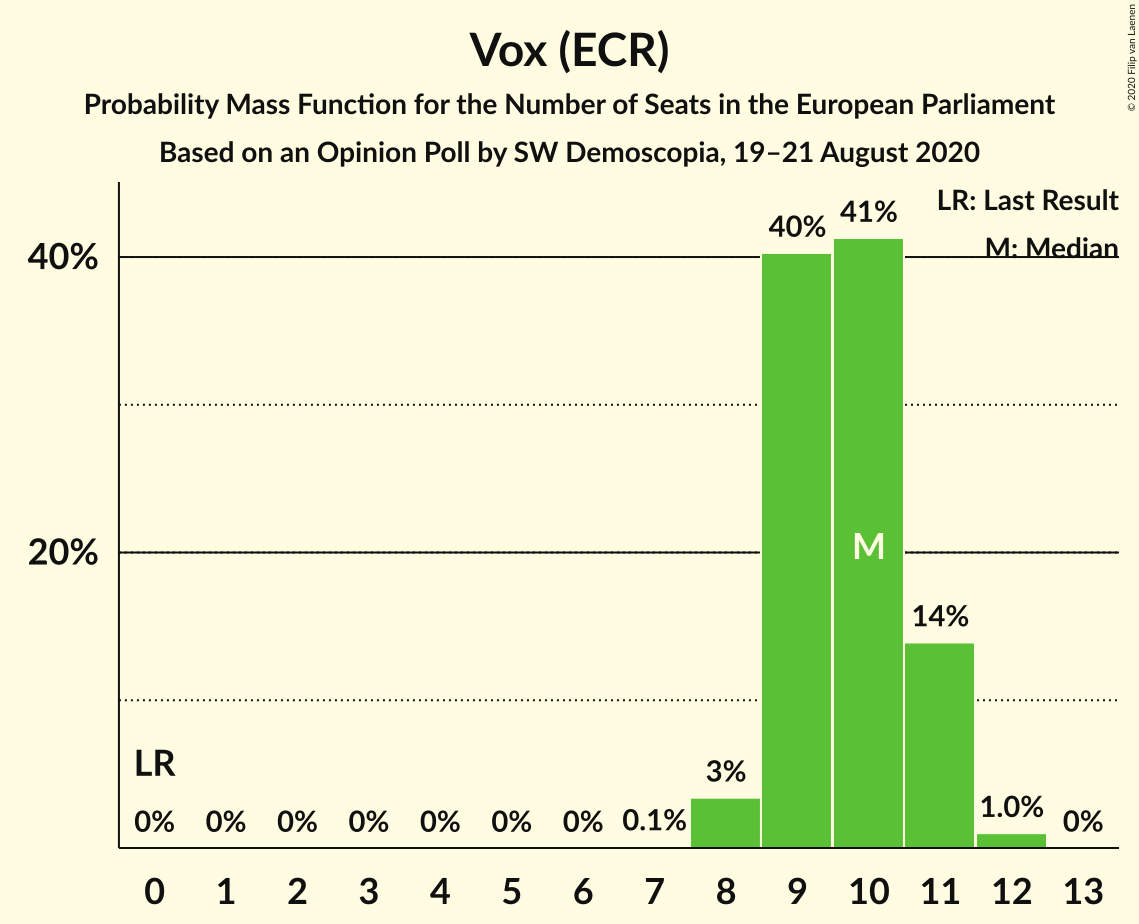 Vox (ECR)
Probability Mass Function for the Number of Seats in the European Parliament
Based on an Opinion Poll by SW Demoscopia, 19–21 August 2020
© 2020 Filip van Laenen
LR: Last Result
M: Median
40%
20%
40%
41%
M
14%
LR
3%
0%
0%
0%
0%
0%
0%
0%
0.1%
1.0%
0%
0 1 2 3 4 5 6 7 8 9 10 11 12 13